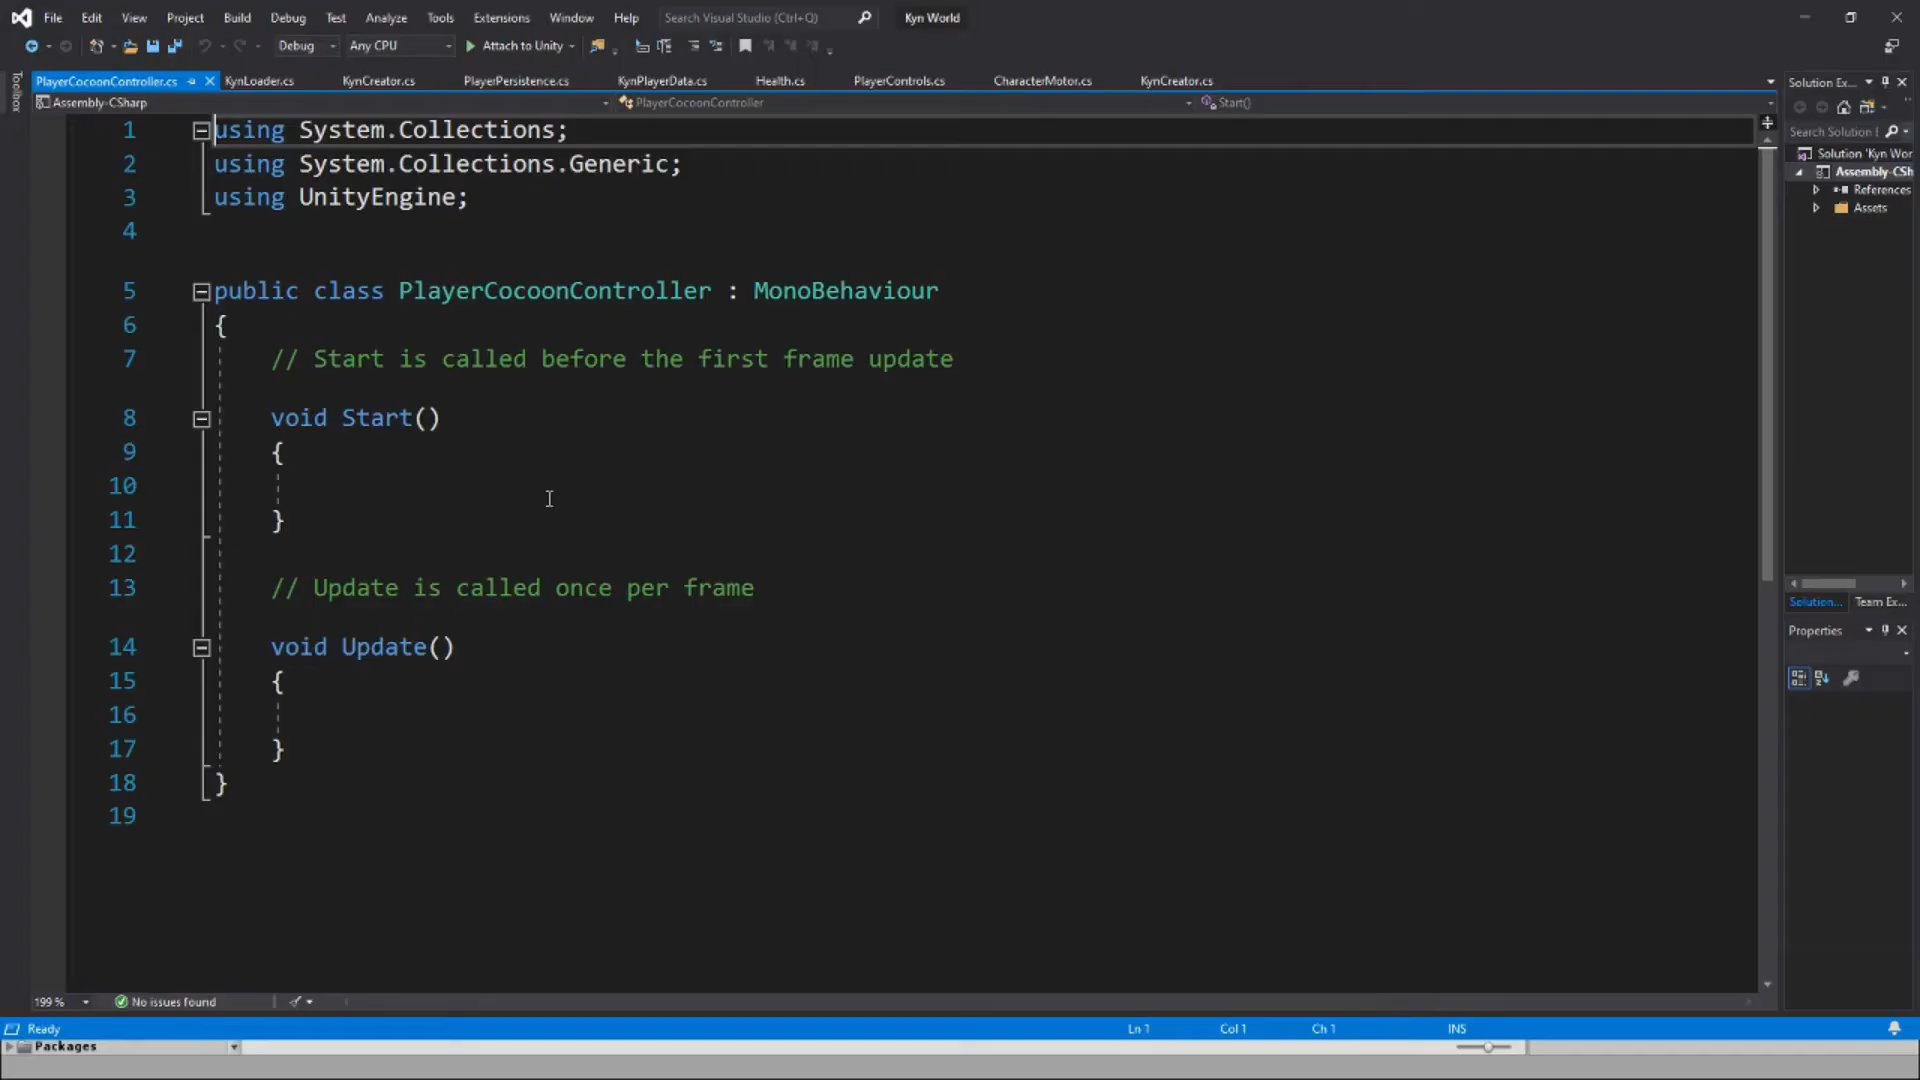 File Edit View Project Build Debug Test Analyze Tools Extensions Window Help Search Visual Studio (Ctrl+Q) Kyn World
Debug Any CPU Attach to Unity
Toolbox
PlayerCocoonController.cs KynLoader.cs KynCreator.cs PlayerPersistence.cs KynPlayerData.cs Health.cs PlayerControls.cs CharacterMotor.cs KynCreator.cs
Assembly-CSharp PlayerCocoonController Start()
1 using System.Collections;
2 using System.Collections.Generic;
3 using UnityEngine;
4
5 public class PlayerCocoonController : MonoBehaviour
6 {
7 // Start is called before the first frame update
8 void Start()
9 {
10
11 }
12
13 // Update is called once per frame
14 void Update()
15 {
16
17 }
18 }
19
199 % No issues found
Solution Ex...
Search Solution E
Solution 'Kyn Wor
Assembly-CSh
References
Assets
Solution... Team Ex...
Properties
Ready Ln 1 Col 1 Ch 1 INS
Packages